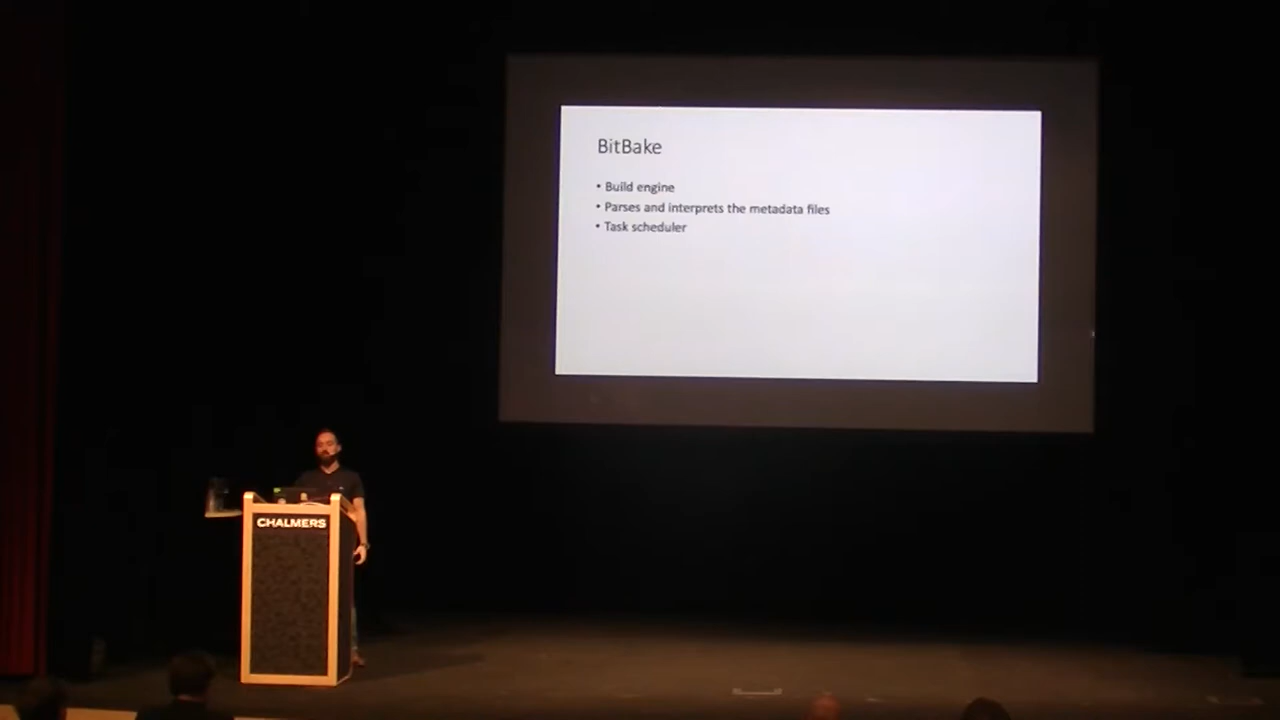 BitBake
• Build engine
• Parses and interprets the metadata files
• Task scheduler
CHALMERS